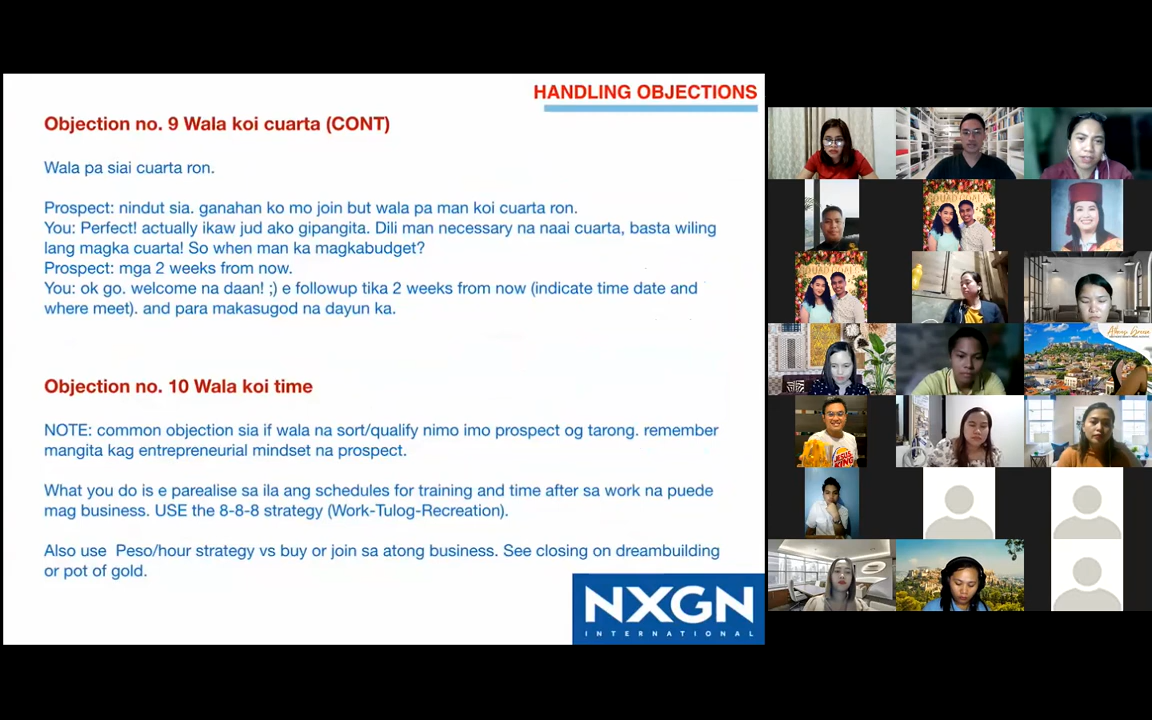 HANDLING OBJECTIONS
Objection no. 9 Wala koi cuarta (CONT)
Wala pa siai cuarta ron.
Prospect: nindut sia. ganahan ko mo join but wala pa man koi cuarta ron.
You: Perfect! actually ikaw jud ako gipangita. Dili man necessary na naai cuarta, basta wiling
lang magka cuarta! So when man ka magkabudget?
Prospect: mga 2 weeks from now.
You: ok go. welcome na daan! ;) e followup tika 2 weeks from now (indicate time date and
where meet). and para makasugod na dayun ka.
Objection no. 10 Wala koi time
NOTE: common objection sia if wala na sort/qualify nimo imo prospect og tarong. remember
mangita kag entrepreneurial mindset na prospect.
What you do is e parealise sa ila ang schedules for training and time after sa work na puede
mag business. USE the 8-8-8 strategy (Work-Tulog-Recreation).
Also use Peso/hour strategy vs buy or join sa atong business. See closing on dreambuilding
or pot of gold.
NXGN
INTERNATIONAL
JESUS
KING